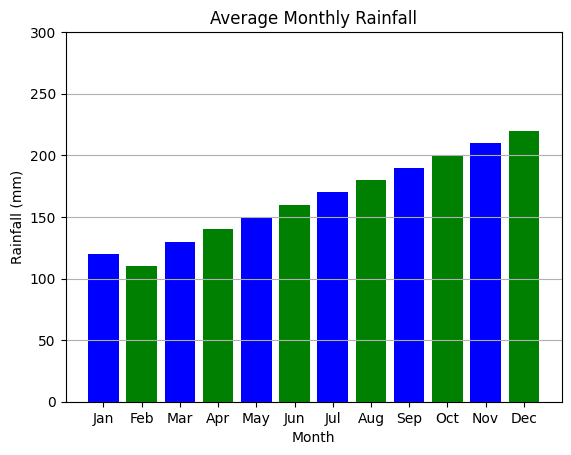 Average Monthly Rainfall
300
250
200
150
100
50
0
Rainfall (mm)
Jan Feb Mar Apr May Jun Jul Aug Sep Oct Nov Dec
Month